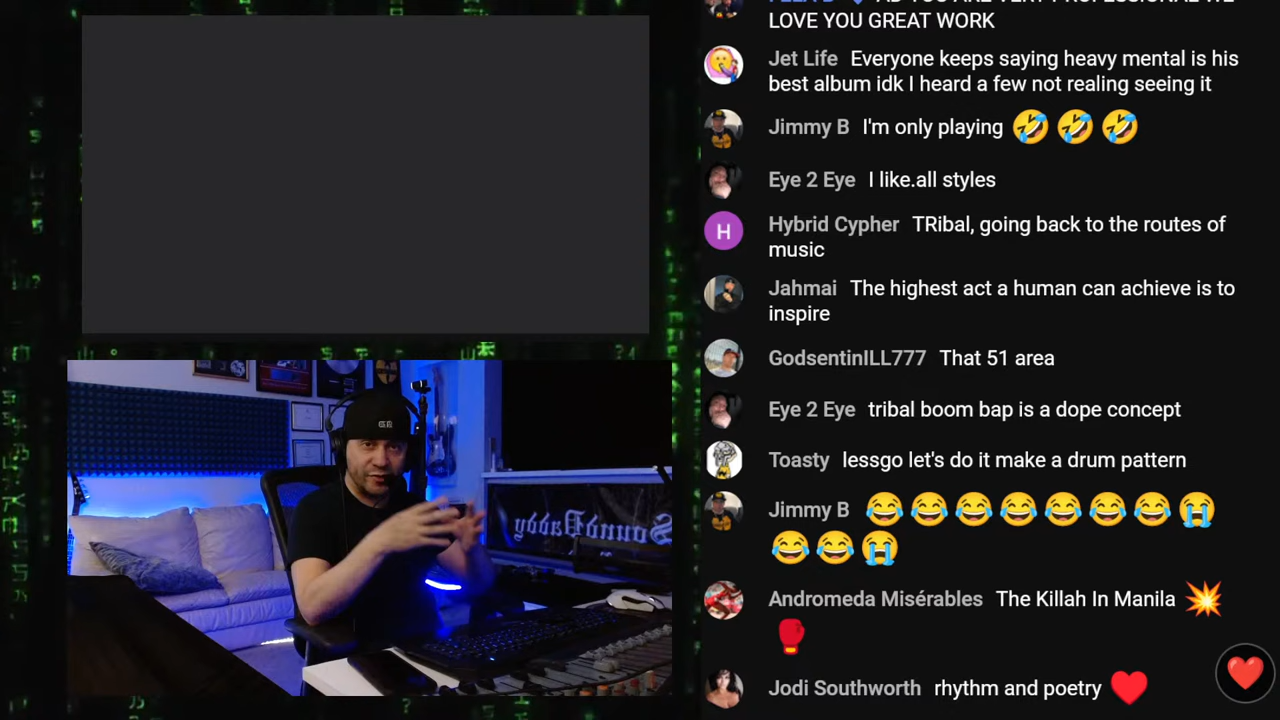 LOVE YOU GREAT WORK
Jet Life Everyone keeps saying heavy mental is his
best album idk I heard a few not realing seeing it
Jimmy B I'm only playing 🤣 🤣 🤣
Eye 2 Eye I like.all styles
H
Hybrid Cypher TRibal, going back to the routes of
music
Jahmai The highest act a human can achieve is to
inspire
GodsentinILL777 That 51 area
Eye 2 Eye tribal boom bap is a dope concept
Toasty lessgo let's do it make a drum pattern
Jimmy B 😂 😂 😂 😂 😂 😂 😂 😭
😂 😂 😭
Andromeda Misérables The Killah In Manila 💥
🥊
Jodi Southworth rhythm and poetry ❤️
SoundDaddy